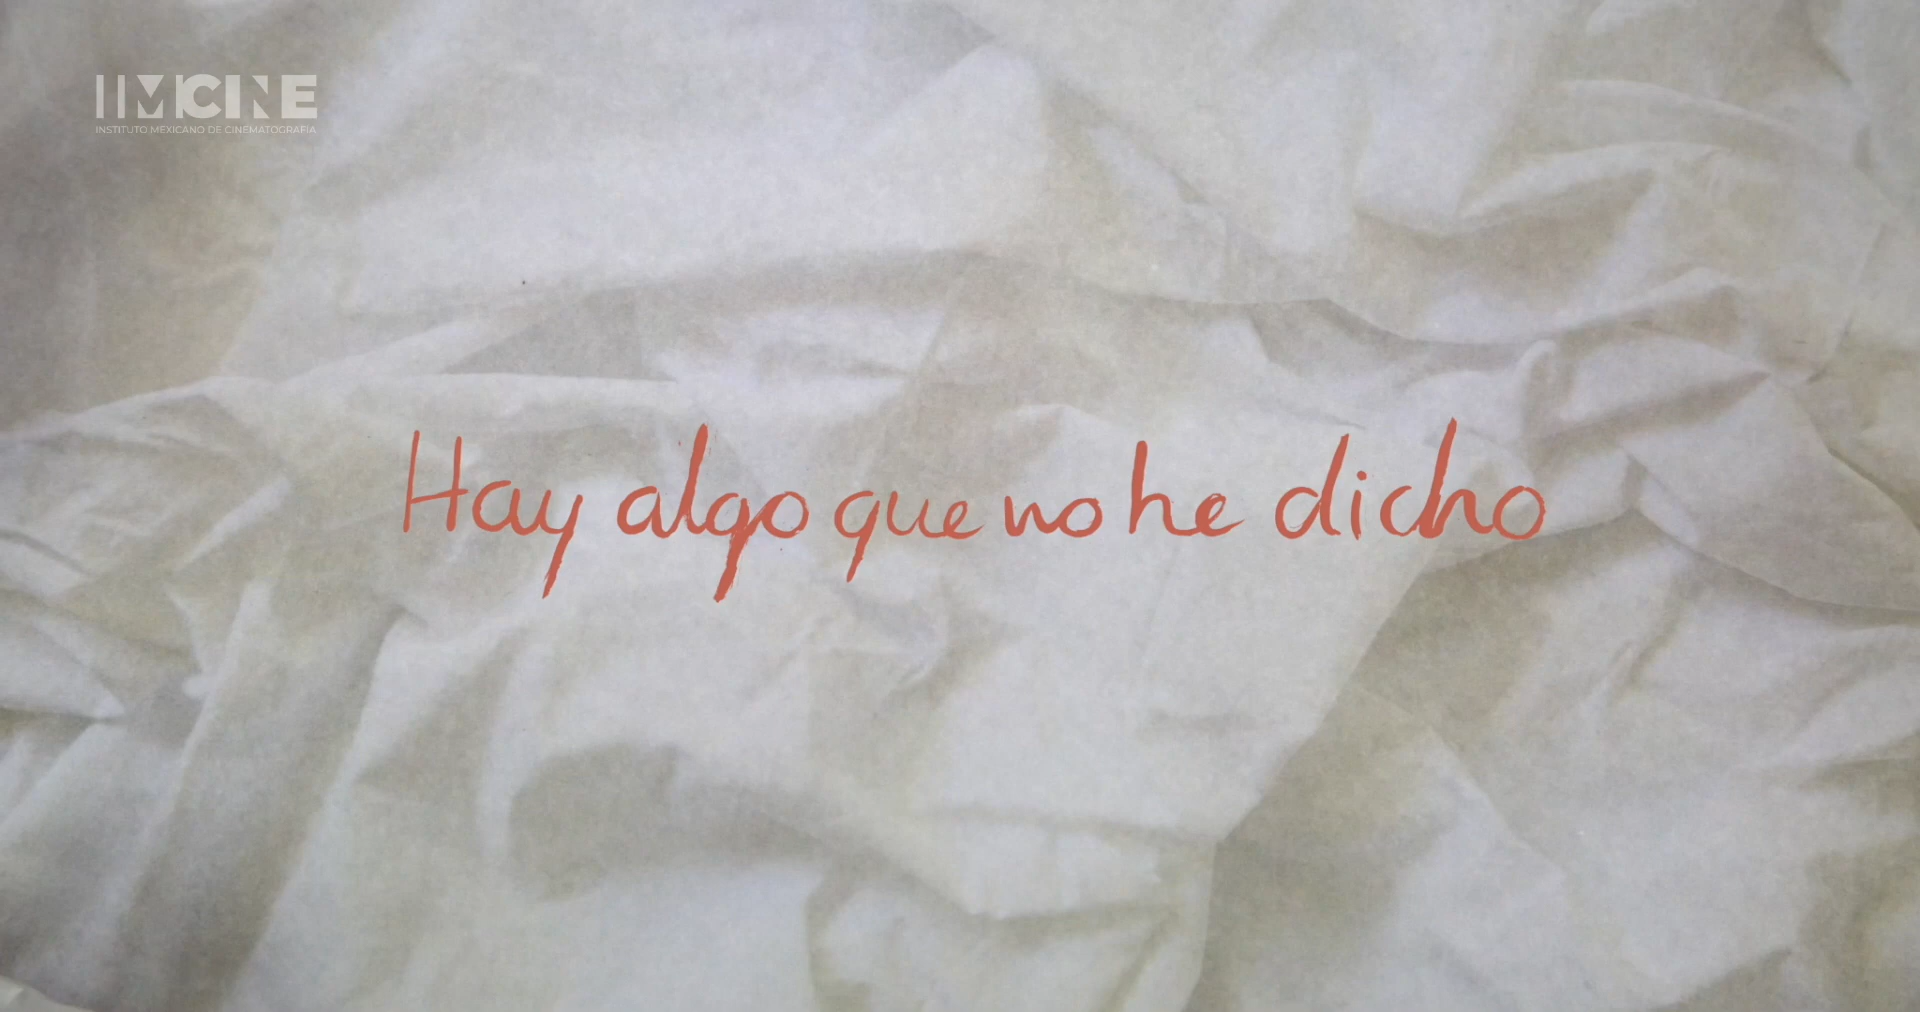 IMCINE
INSTITUTO MEXICANO DE CINEMATOGRAFÍA
Hay algo que no he dicho